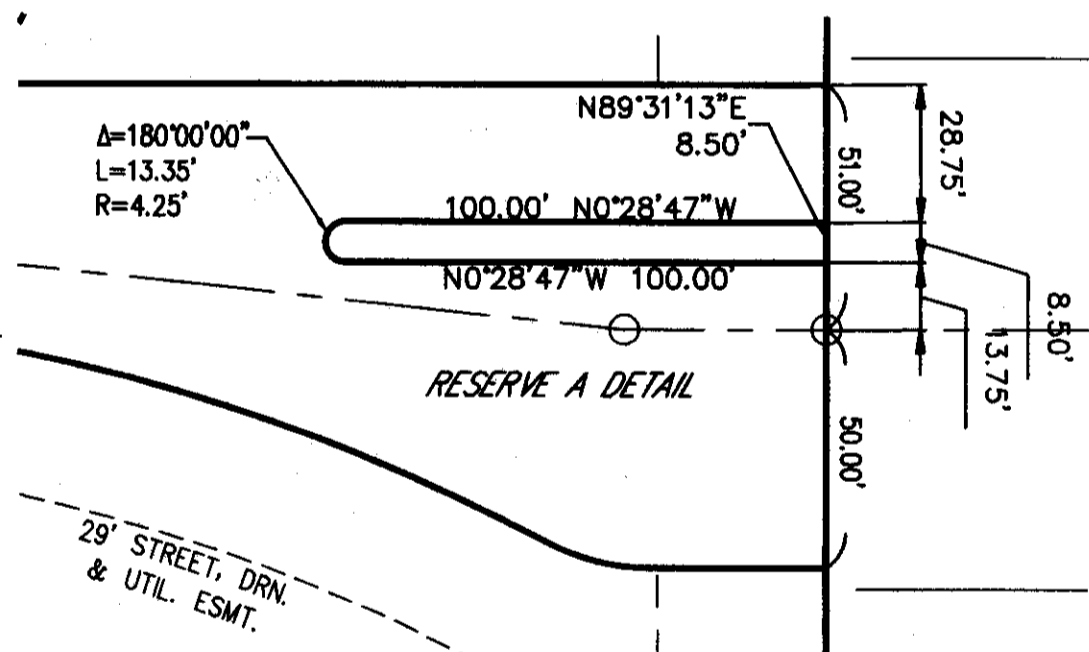 N89°31'13"E
8.50'
Δ=180°00'00"
L=13.35'
R=4.25'
28.75'
51.00'
100.00' N0°28'47"W
N0°28'47"W 100.00'
8.50'
13.75'
RESERVE A DETAIL
50.00'
29' STREET, DRN.
& UTIL. ESMT.